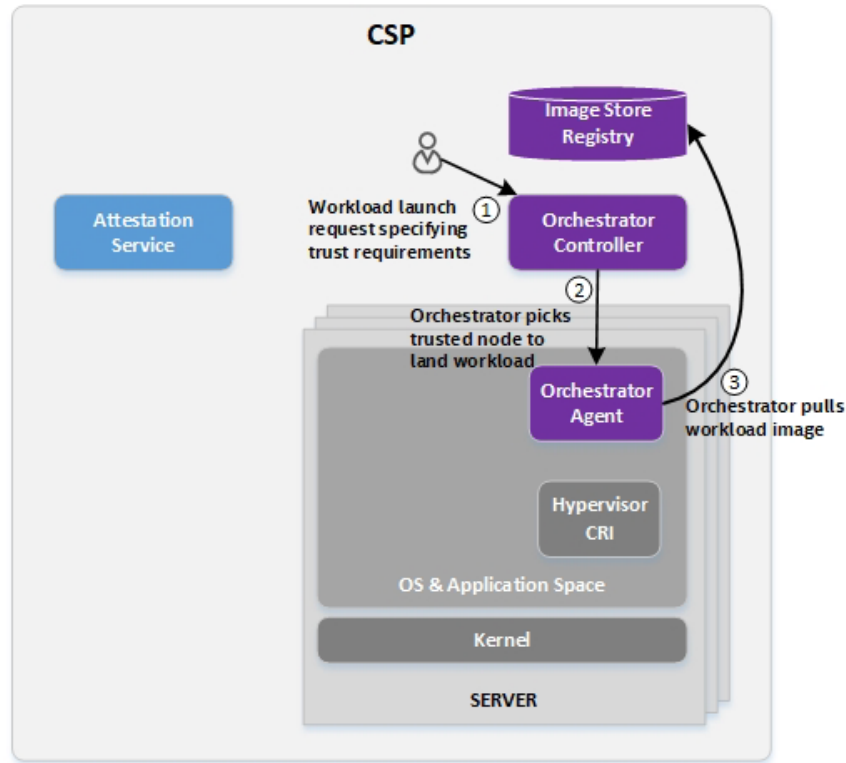 CSP
Image Store
Registry
Attestation
Service
Workload launch
request specifying
trust requirements
1
Orchestrator
Controller
2
Orchestrator picks
trusted node to
land workload
Orchestrator
Agent
3
Orchestrator pulls
workload image
Hypervisor
CRI
OS & Application Space
Kernel
SERVER